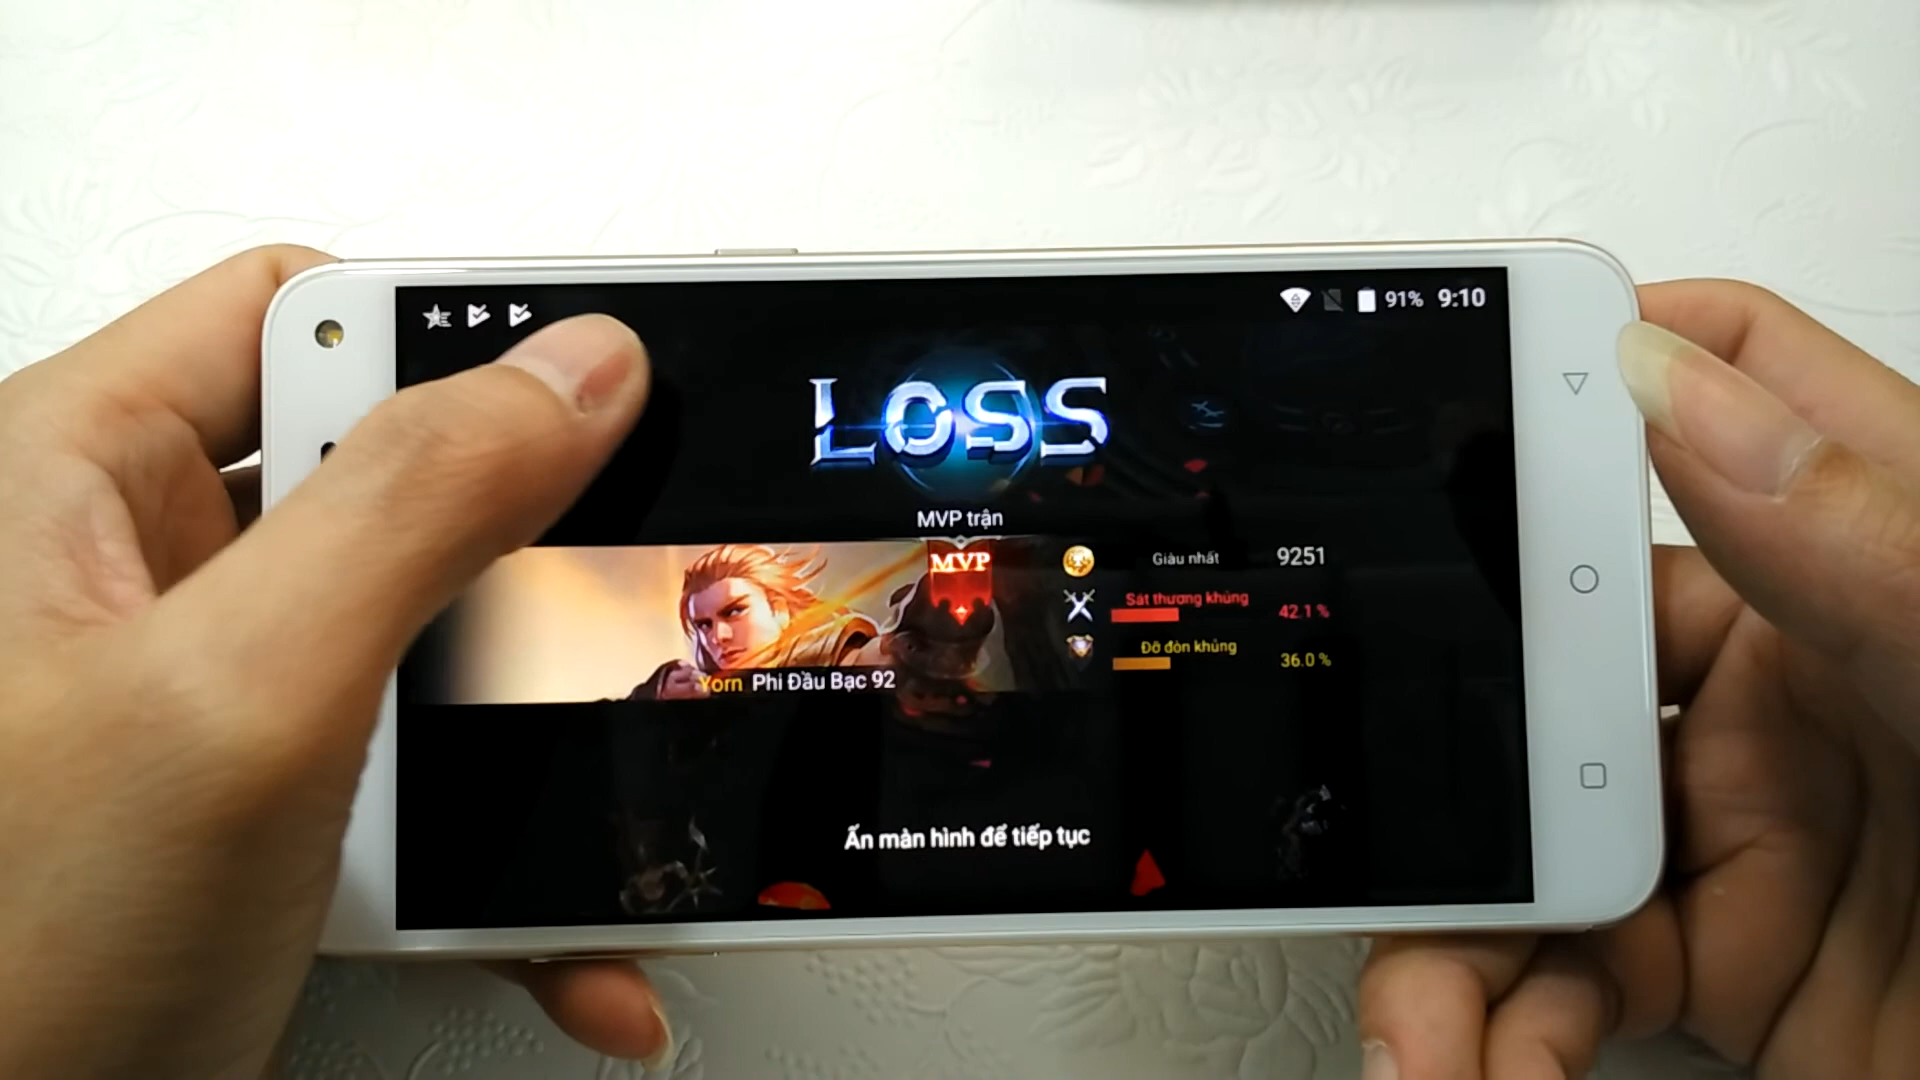 91% 9:10
LOSS
MVP trận
MVP
Giàu nhất 9251
Sát thương khủng 42.1 %
Đỡ đòn khủng 36.0 %
Yorn Phi Đầu Bạc 92
Ấn màn hình để tiếp tục